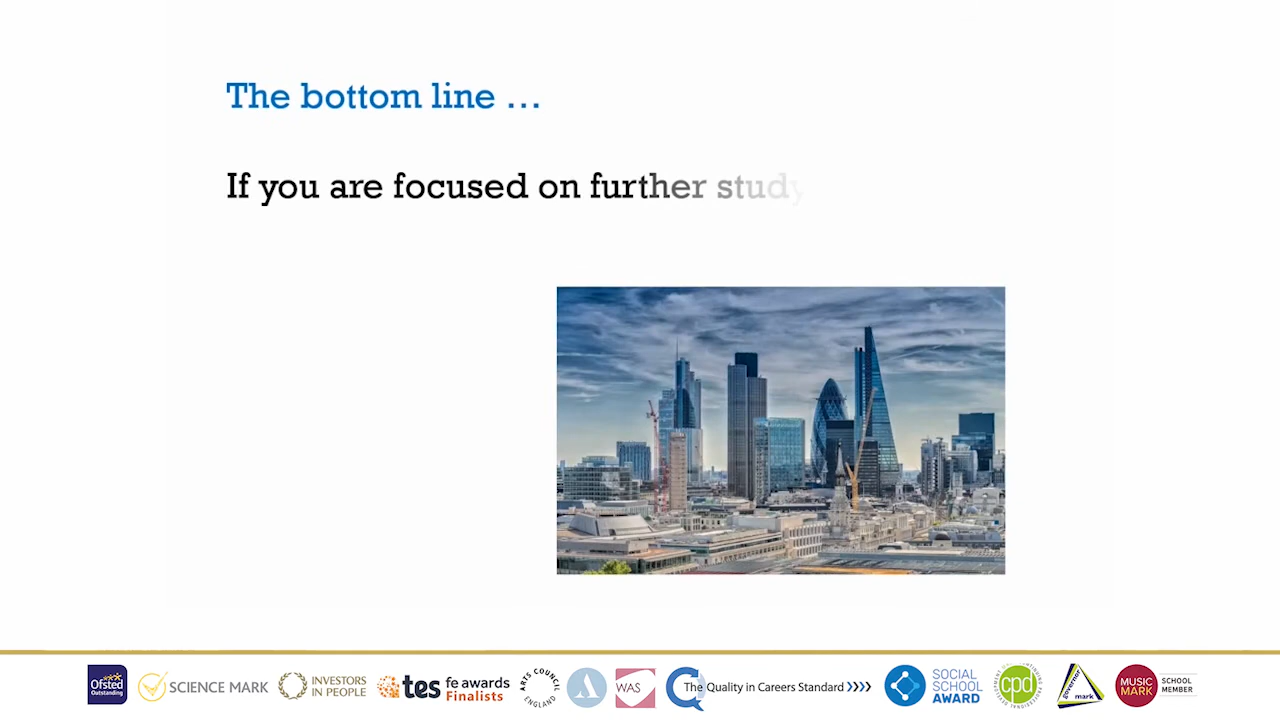 The bottom line ...
If you are focused on further study
Ofsted
Outstanding
SCIENCE MARK
INVESTORS
IN PEOPLE
tes fe awards
Finalists
ARTS COUNCIL
ENGLAND
WAS
The Quality in Careers Standard
SOCIAL
SCHOOL
AWARD
cpd
governor
mark
MUSIC
MARK
SCHOOL
MEMBER